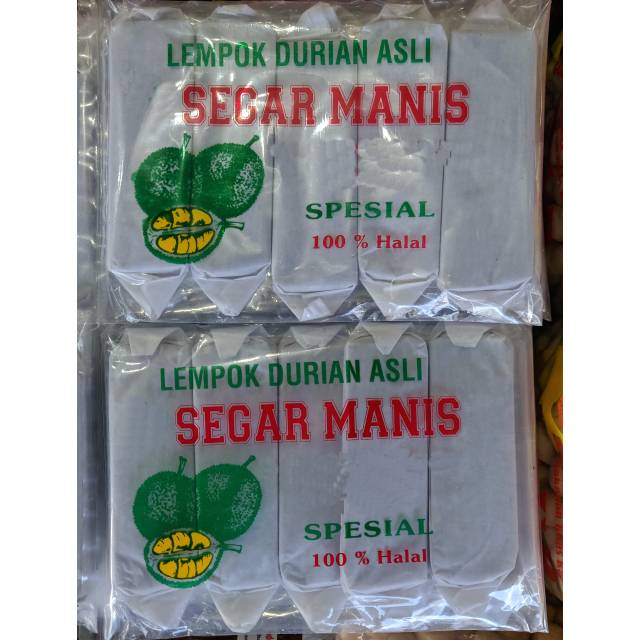 LEMPOK DURIAN ASLI
SEGAR MANIS
SPESIAL
100 % Halal
LEMPOK DURIAN ASLI
SEGAR MANIS
SPESIAL
100 % Halal